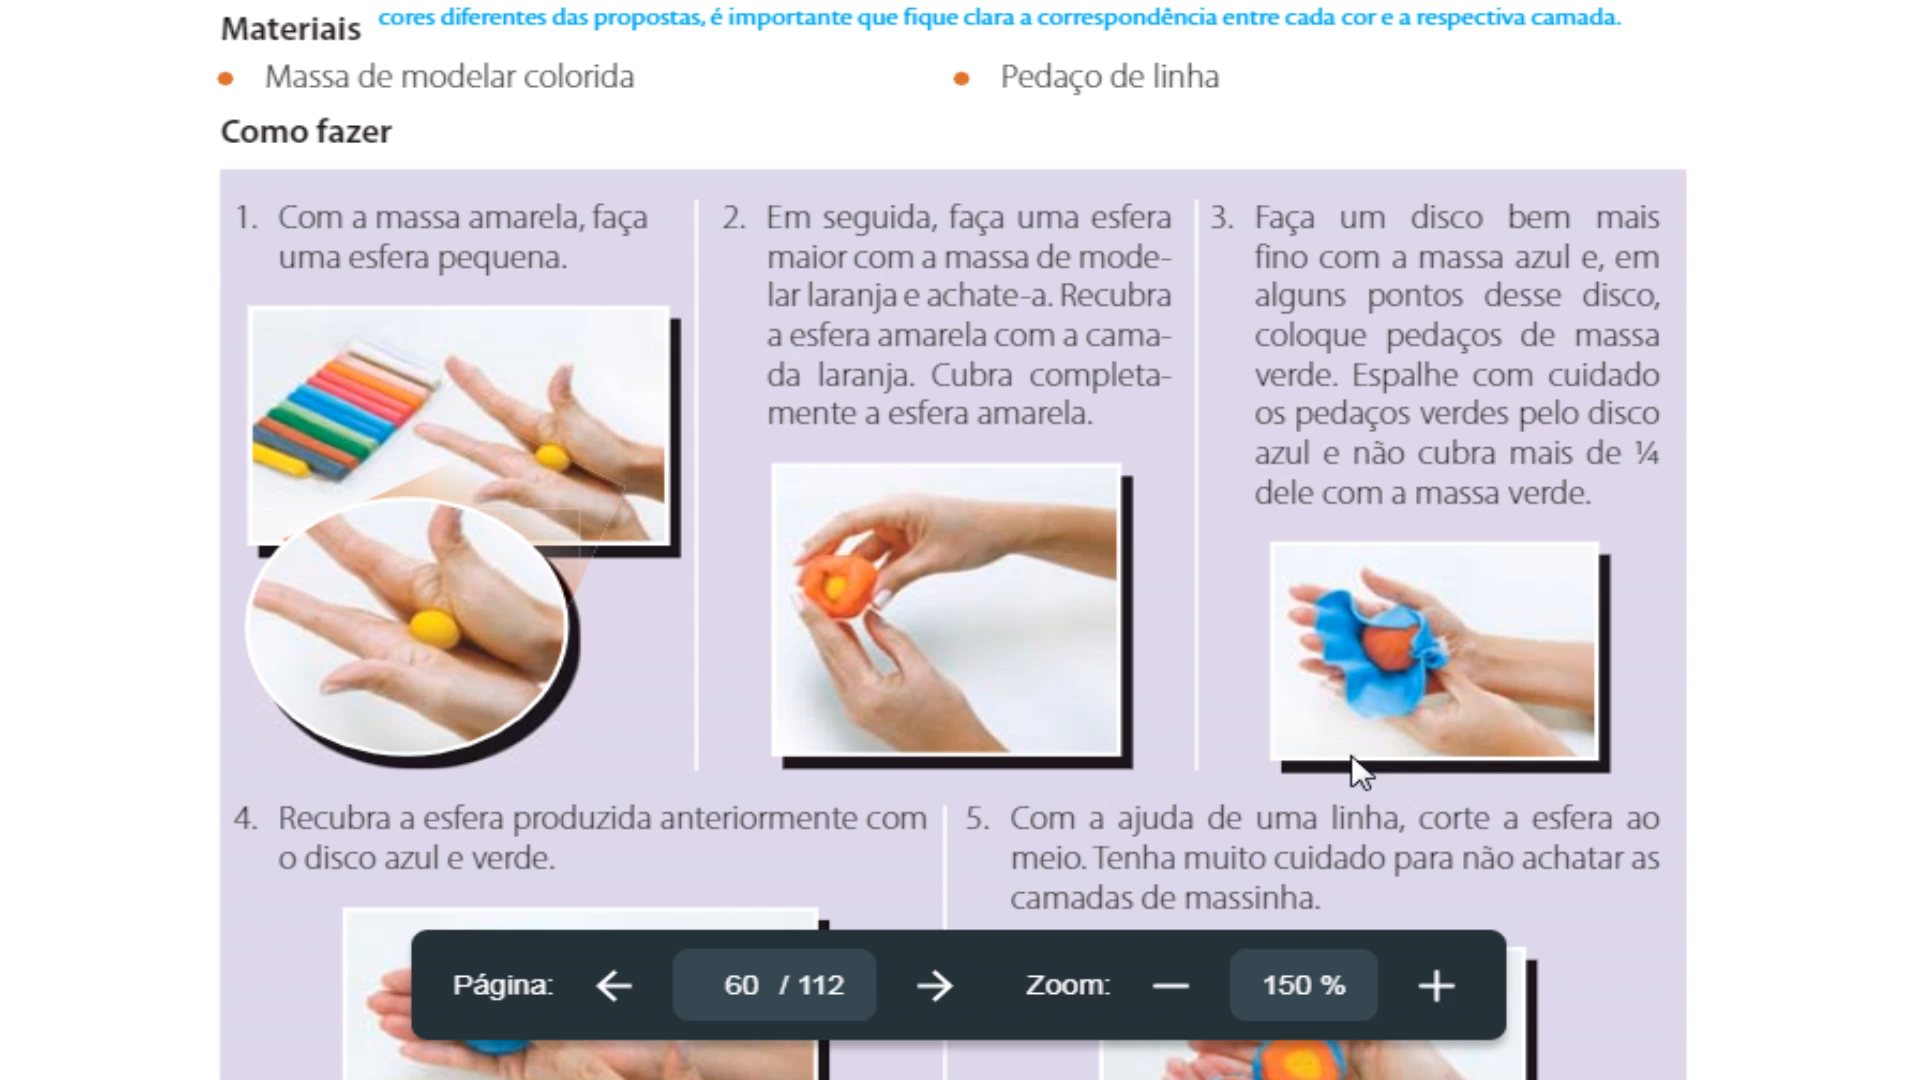 cores diferentes das propostas, é importante que fique clara a correspondência entre cada cor e a respectiva camada.
Materiais
• Massa de modelar colorida
• Pedaço de linha
Como fazer
1. Com a massa amarela, faça
uma esfera pequena.
2. Em seguida, faça uma esfera
maior com a massa de mode-
lar laranja e achate-a. Recubra
a esfera amarela com a cama-
da laranja. Cubra completa-
mente a esfera amarela.
3. Faça um disco bem mais
fino com a massa azul e, em
alguns pontos desse disco,
coloque pedaços de massa
verde. Espalhe com cuidado
os pedaços verdes pelo disco
azul e não cubra mais de ¼
dele com a massa verde.
4. Recubra a esfera produzida anteriormente com
o disco azul e verde.
5. Com a ajuda de uma linha, corte a esfera ao
meio. Tenha muito cuidado para não achatar as
camadas de massinha.
Página: 60 / 112 Zoom: 150 %